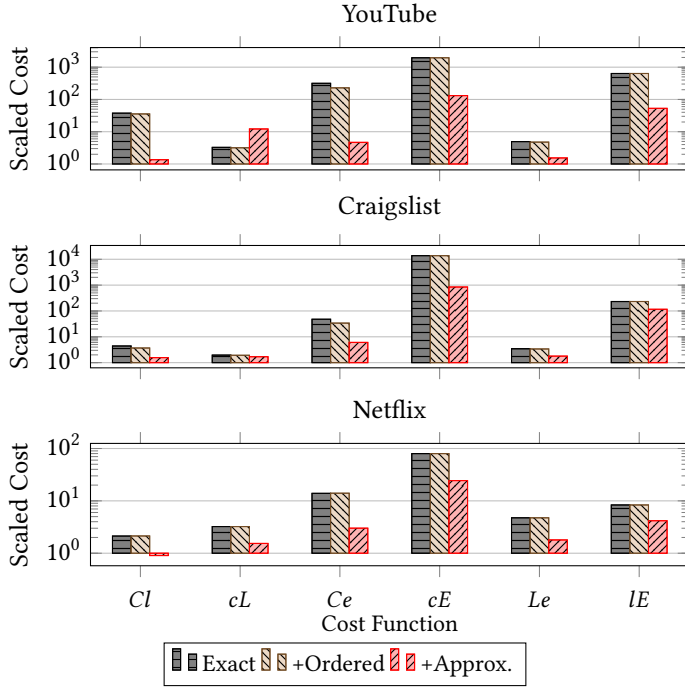 YouTube
Scaled Cost
10^3
10^2
10^1
10^0
Craigslist
Scaled Cost
10^4
10^3
10^2
10^1
10^0
Netflix
Scaled Cost
10^2
10^1
10^0
Cl cL Ce cE Le lE
Cost Function
Exact +Ordered +Approx.